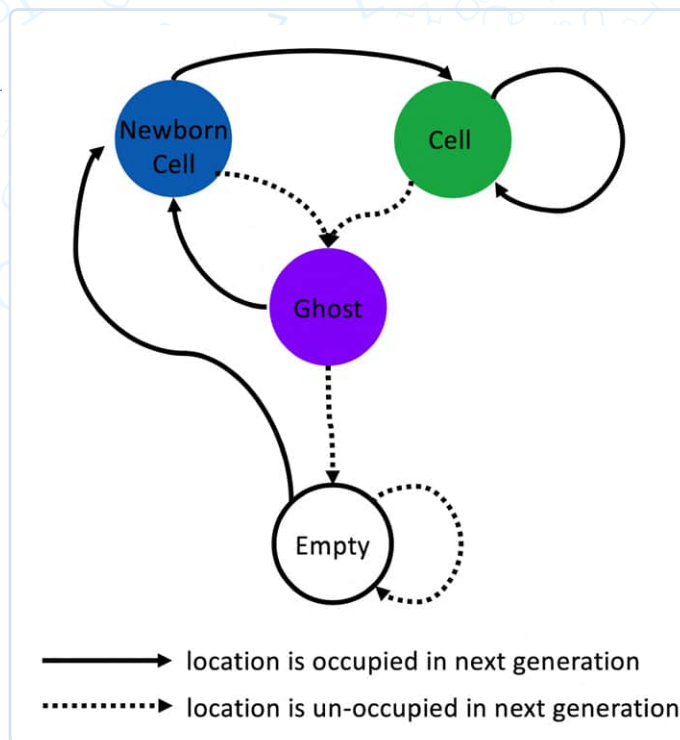 Newborn
Cell
Cell
Ghost
Empty
location is occupied in next generation
location is un-occupied in next generation